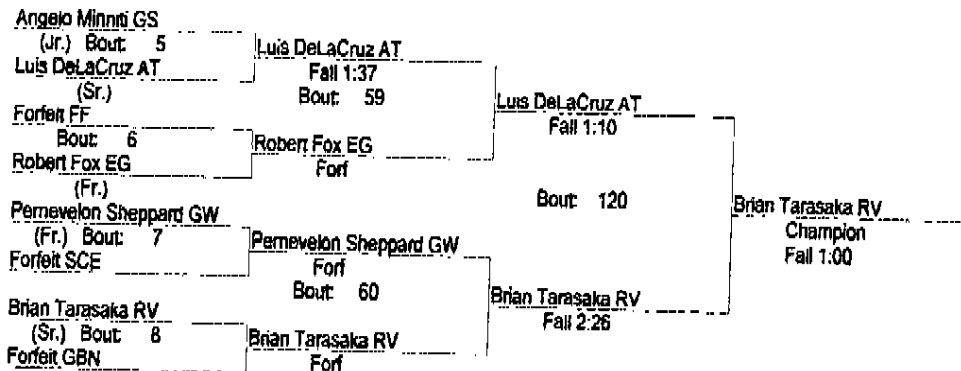 Angelo Minniti GS
(Jr.) Bout: 5
Luis DeLaCruz AT
(Sr.)
Forfeit FF
Bout: 6
Robert Fox EG
(Fr.)
Pernevelon Sheppard GW
(Fr.) Bout: 7
Forfeit SCE
Brian Tarasaka RV
(Sr.) Bout: 8
Forfeit GBN
Luis DeLaCruz AT
Fall 1:37
Bout: 59
Robert Fox EG
Forf
Pernevelon Sheppard GW
Forf
Bout: 60
Brian Tarasaka RV
Forf
Luis DeLaCruz AT
Fall 1:10
Bout: 120
Brian Tarasaka RV
Fall 2:26
Brian Tarasaka RV
Champion
Fall 1:00